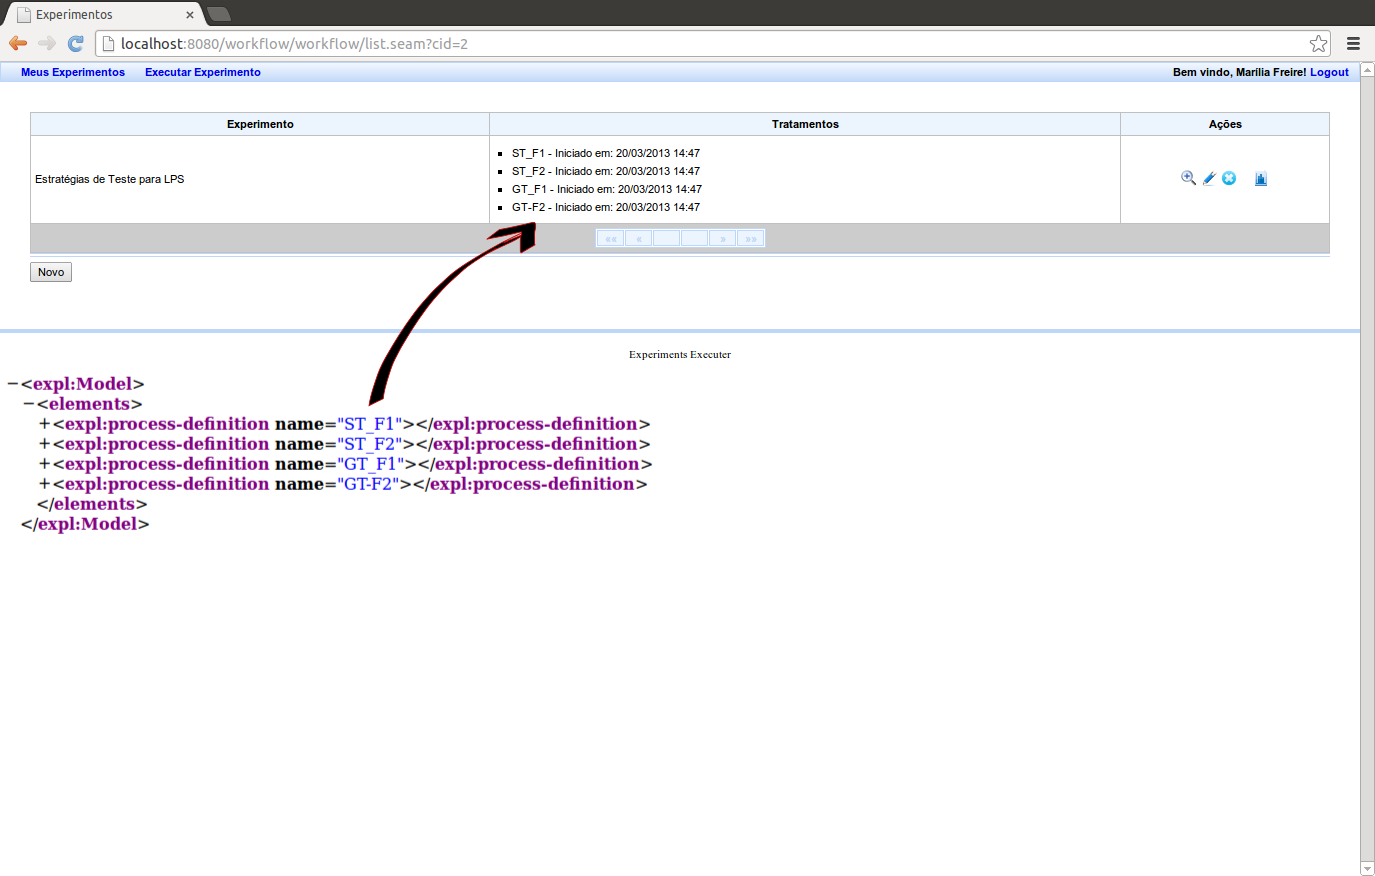 Experimentos
localhost:8080/workflow/workflow/list.seam?cid=2
Meus Experimentos Executar Experimento Bem vindo, Marília Freire! Logout
Experimento Tratamentos Ações
ST_F1 - Iniciado em: 20/03/2013 14:47
ST_F2 - Iniciado em: 20/03/2013 14:47
Estratégias de Teste para LPS
GT_F1 - Iniciado em: 20/03/2013 14:47
GT-F2 - Iniciado em: 20/03/2013 14:47
«« « » »»
Novo
Experiments Executer
−<expl:Model>
−<elements>
+<expl:process-definition name="ST_F1"></expl:process-definition>
+<expl:process-definition name="ST_F2"></expl:process-definition>
+<expl:process-definition name="GT_F1"></expl:process-definition>
+<expl:process-definition name="GT-F2"></expl:process-definition>
</elements>
</expl:Model>